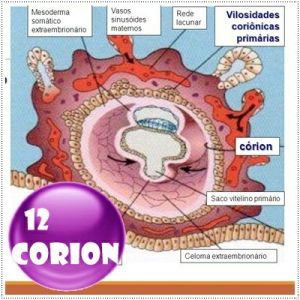 Mesoderma
somático
extraembrionário
Vasos
sinusóides
maternos
Rede
lacunar
Vilosidades
coriônicas
primárias
córion
Saco vitelino primário
Celoma extraembrionário
12
CORION